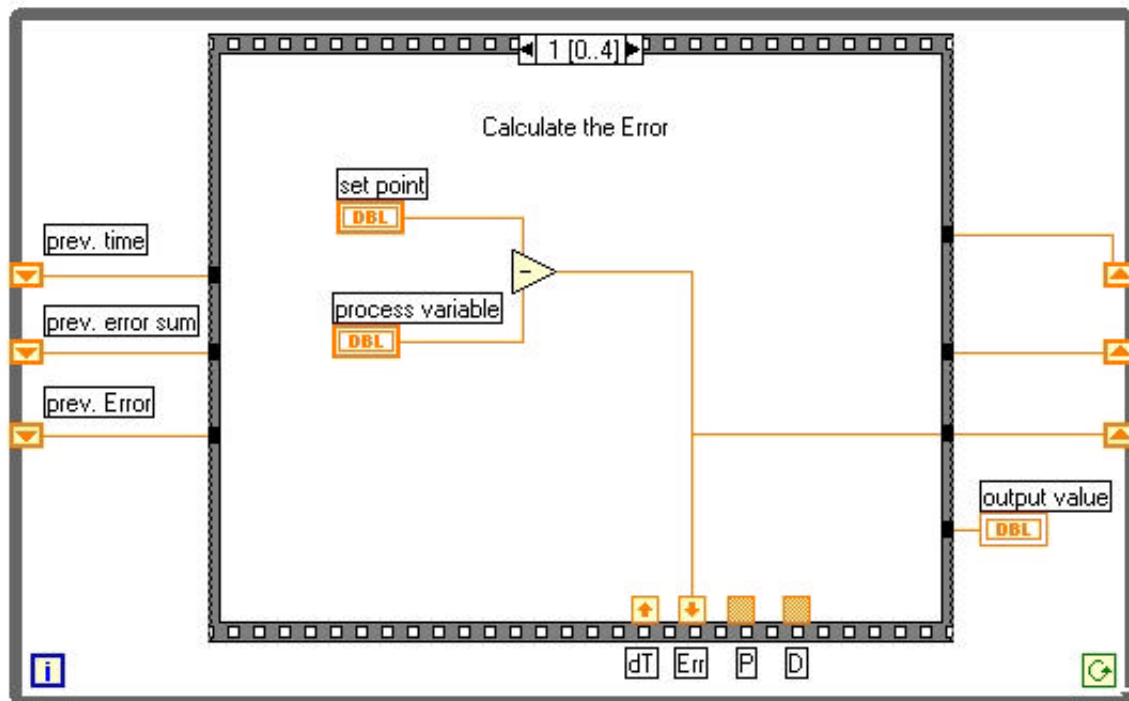 1 [0..4]
Calculate the Error
set point
DBL
prev. time
-
process variable
DBL
prev. error sum
prev. Error
output value
DBL
dT Err P D
i